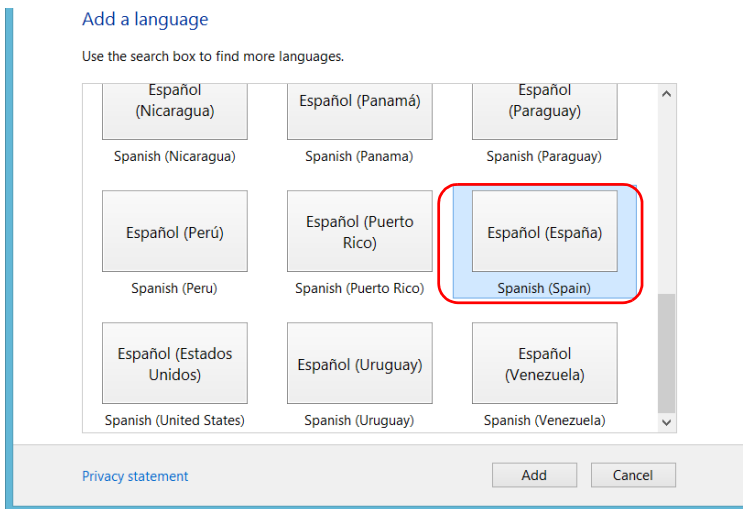 Add a language
Use the search box to find more languages.
Español
(Nicaragua)
Español (Panamá)
Español
(Paraguay)
Spanish (Nicaragua)
Spanish (Panama)
Spanish (Paraguay)
Español (Perú)
Español (Puerto
Rico)
Español (España)
Spanish (Peru)
Spanish (Puerto Rico)
Spanish (Spain)
Español (Estados
Unidos)
Español (Uruguay)
Español
(Venezuela)
Spanish (United States)
Spanish (Uruguay)
Spanish (Venezuela)
Privacy statement
Add
Cancel